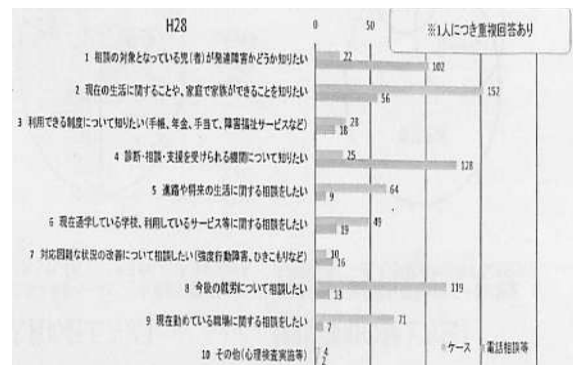 H28
0 50
※1人につき重複回答あり
1 相談の対象となっている児(者)が発達障害かどうか知りたい 22 102
2 現在の生活に関することや、家庭で家族ができることを知りたい 152 56
3 利用できる制度について知りたい(手帳、年金、手当て、障害福祉サービスなど) 28 18
4 診断・相談・支援を受けられる機関について知りたい 25 128
5 進路や将来の生活に関する相談をしたい 64 9
6 現在通学している学校、利用しているサービス等に関する相談をしたい 49 19
7 対応困難な状況の改善について相談したい(強度行動障害、ひきこもりなど) 10 16
8 今後の就労について相談したい 119 13
9 現在勤めている職場に関する相談をしたい 71 7
10 その他(心理検査実施等) 4 2
ケース 電話相談等